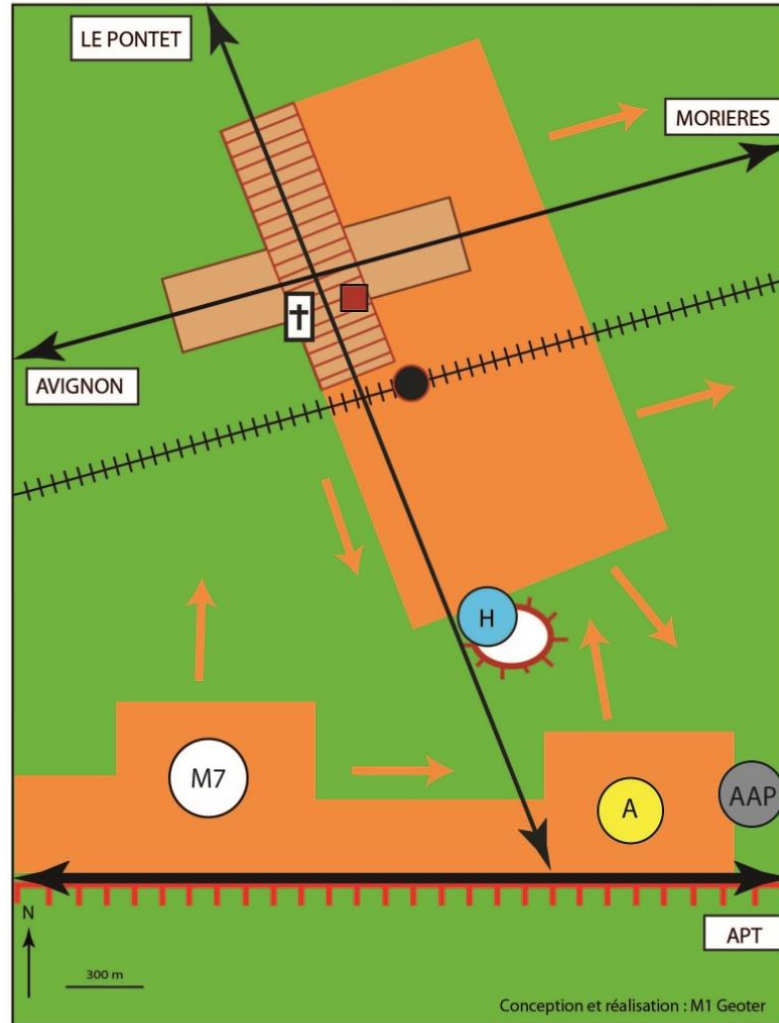 LE PONTET
MORIERES
AVIGNON
H
M7
A
AAP
APT
N
300 m
Conception et réalisation : M1 Geoter